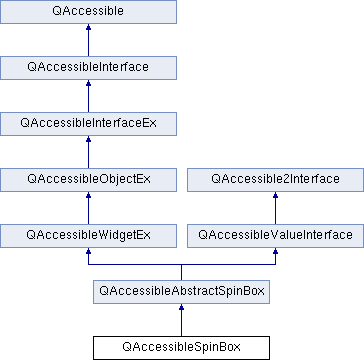 QAccessible
QAccessibleInterface
QAccessibleInterfaceEx
QAccessibleObjectEx
QAccessible2Interface
QAccessibleWidgetEx
QAccessibleValueInterface
QAccessibleAbstractSpinBox
QAccessibleSpinBox